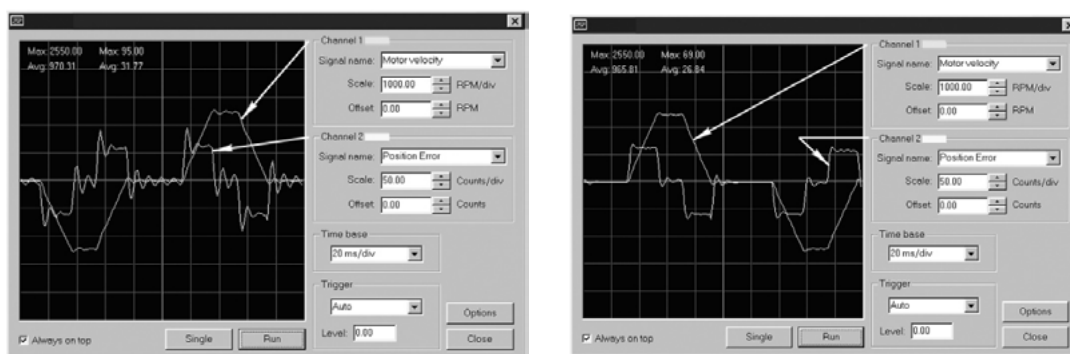 Max: 2550.00 Max: 95.00
Avg: 970.31 Avg: 31.77
Channel 1
Signal name: Motor velocity
Scale: 1000.00 RPM/div
Offset: 0.00 RPM
Channel 2
Signal name: Position Error
Scale: 50.00 Counts/div
Offset: 0.00 Counts
Time base
20 ms/div
Trigger
Auto
Level: 0.00
Options
Always on top
Single
Run
Close
Max: 2550.00 Max: 69.00
Avg: 965.81 Avg: 26.84
Channel 1
Signal name: Motor velocity
Scale: 1000.00 RPM/div
Offset: 0.00 RPM
Channel 2
Signal name: Position Error
Scale: 50.00 Counts/div
Offset: 0.00 Counts
Time base
20 ms/div
Trigger
Auto
Level: 0.00
Options
Always on top
Single
Run
Close